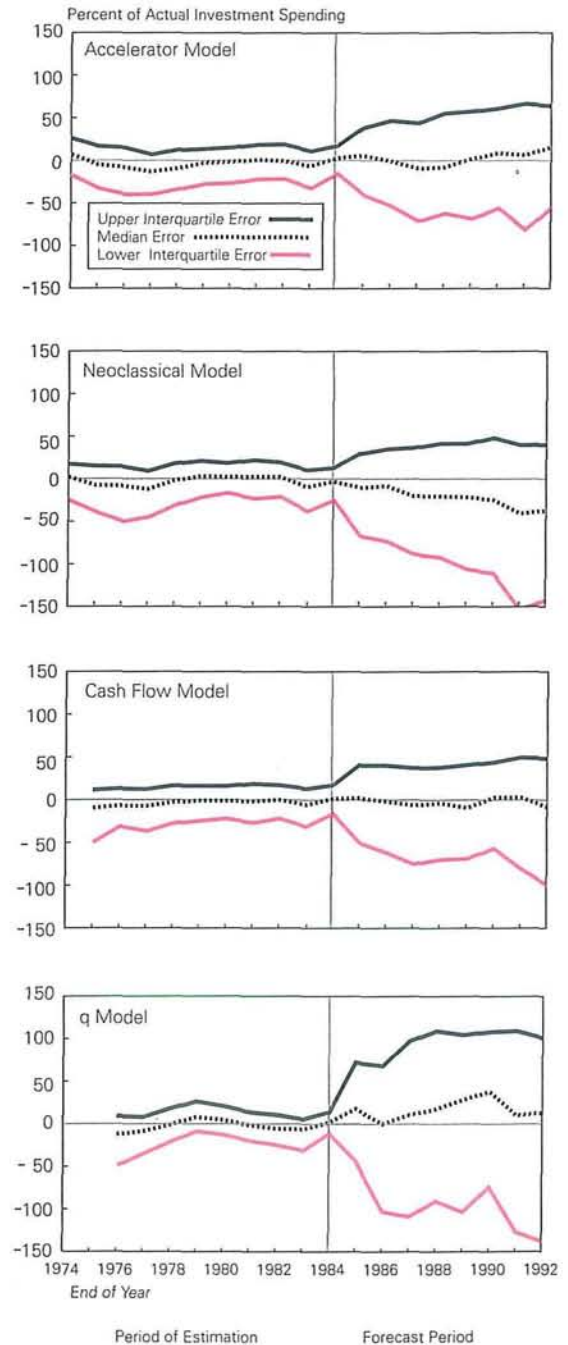 Percent of Actual Investment Spending
150
Accelerator Model
100
50
0
- 50
-100
-150
Upper Interquartile Error
Median Error
Lower Interquartile Error
150
Neoclassical Model
100
50
0
-50
-100
-150
150
Cash Flow Model
100
50
0
-50
-100
-150
150
q Model
100
50
0
- 50
-100
-150
1974 1976 1978 1980 1982 1984 1986 1988 1990 1992
End of Year
Period of Estimation Forecast Period